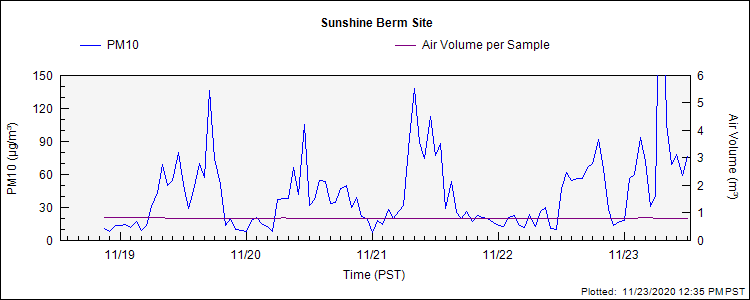 Sunshine Berm Site
PM10 Air Volume per Sample
150 6
120 5
90 4
60 3
30 2
0 1
0
PM10 (µg/m³)
Air Volume (m³)
11/19 11/20 11/21 11/22 11/23
Time (PST)
Plotted: 11/23/2020 12:35 PM PST